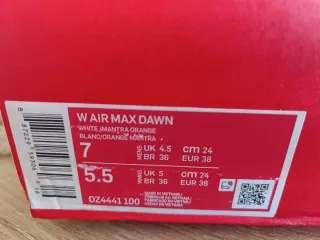 W AIR MAX DAWN
WHITE /MANTRA ORANGE
BLANC/ORANGE MANTRA
7 UK 4.5 cm 24
BR 36 EUR 38
5.5 UK 5 cm 24
BR 36 EUR 38
DZ4441 100
MADE IN VIETNAM